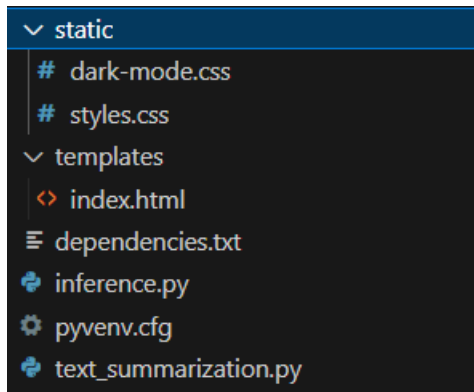 static
# dark-mode.css
# styles.css
templates
<> index.html
dependencies.txt
inference.py
pyvenv.cfg
text_summarization.py